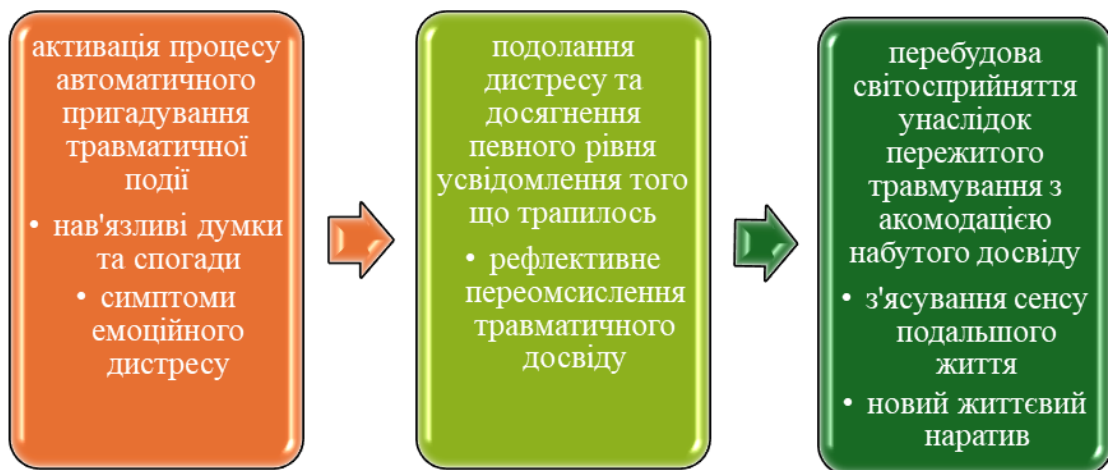 активація процесу
автоматичного
пригадування
травматичної
події
• нав'язливі думки
та спогади
• симптоми
емоційного
дистресу
подолання
дистресу та
досягнення
певного рівня
усвідомлення того
що трапилось
• рефлективне
переомсислення
травматичного
досвіду
перебудова
світосприйняття
унаслідок
пережитого
травмування з
акомодацією
набутого досвіду
• з'ясування сенсу
подальшого
життя
• новий життєвий
наратив